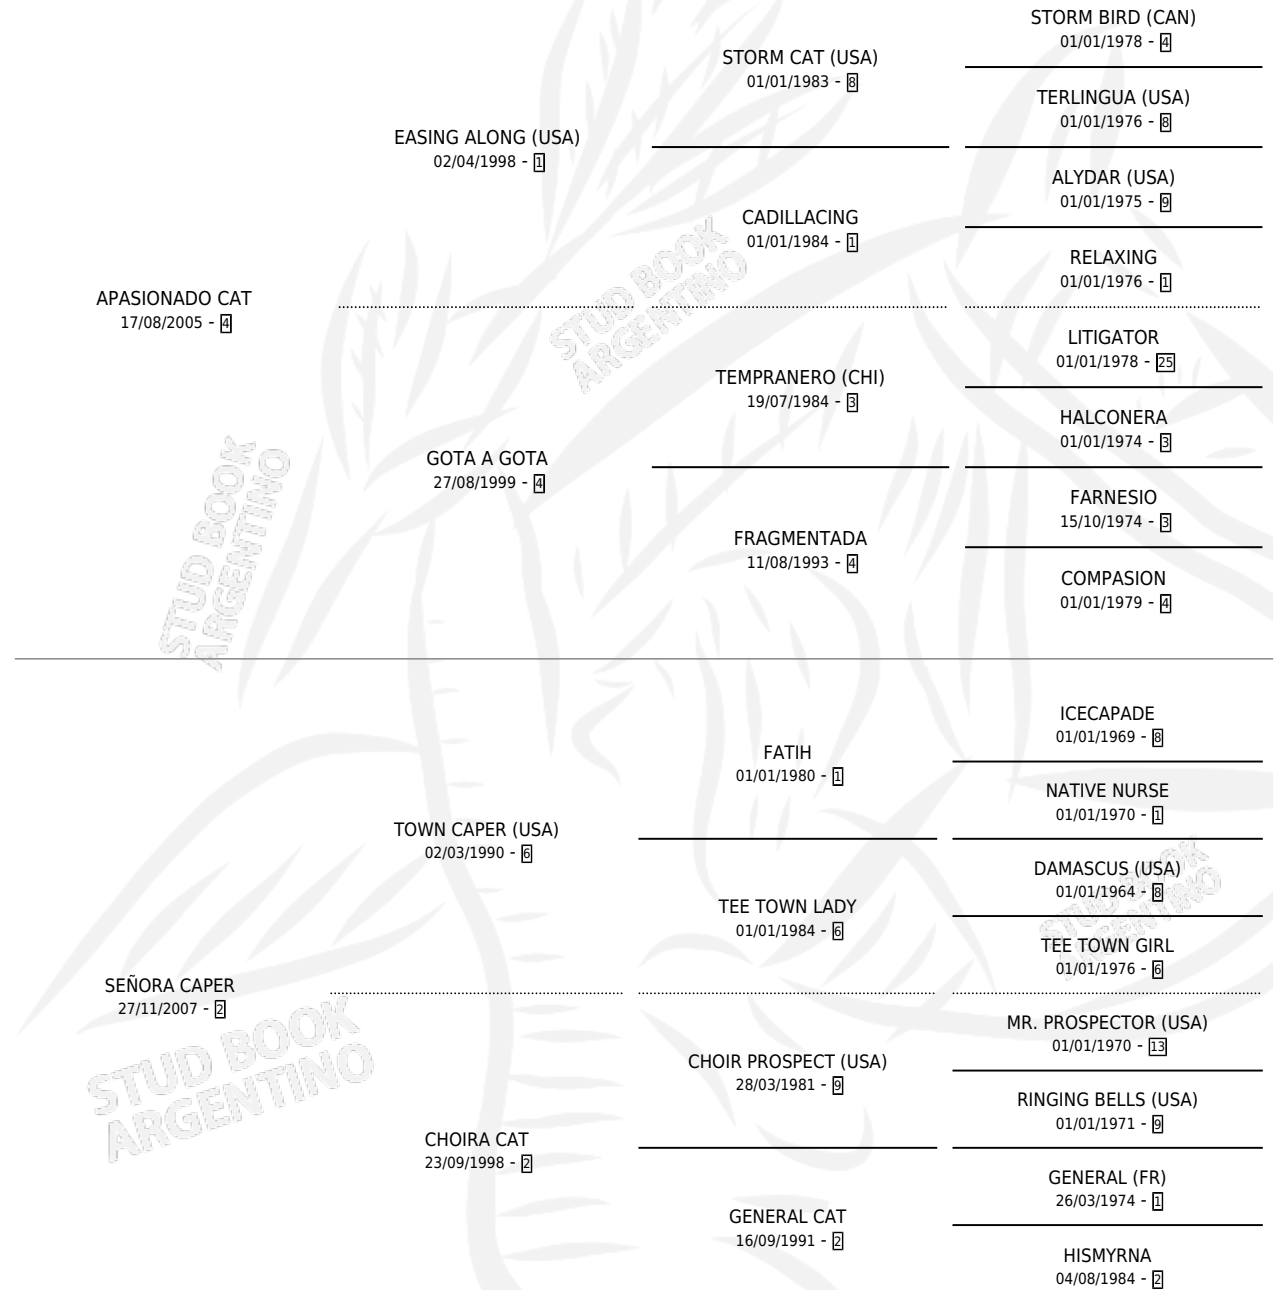 STORM BIRD (CAN)
01/01/1978 - 4
STORM CAT (USA)
01/01/1983 - 8
TERLINGUA (USA)
01/01/1976 - 8
EASING ALONG (USA)
02/04/1998 - 1
ALYDAR (USA)
01/01/1975 - 9
CADILLACING
01/01/1984 - 1
RELAXING
01/01/1976 - 1
APASIONADO CAT
17/08/2005 - 4
LITIGATOR
01/01/1978 - 25
TEMPRANERO (CHI)
19/07/1984 - 3
HALCONERA
01/01/1974 - 3
GOTA A GOTA
27/08/1999 - 4
FARNESIO
15/10/1974 - 3
FRAGMENTADA
11/08/1993 - 4
COMPASION
01/01/1979 - 4
STUD BOOK
ARGENTINO
STUD BOOK
ARGENTINO
ICECAPADE
01/01/1969 - 8
FATIH
01/01/1980 - 1
NATIVE NURSE
01/01/1970 - 1
TOWN CAPER (USA)
02/03/1990 - 6
DAMASCUS (USA)
01/01/1964 - 8
TEE TOWN LADY
01/01/1984 - 6
TEE TOWN GIRL
01/01/1976 - 6
STUD BOOK
ARGENTINO
SEÑORA CAPER
27/11/2007 - 2
MR. PROSPECTOR (USA)
01/01/1970 - 13
CHOIR PROSPECT (USA)
28/03/1981 - 9
RINGING BELLS (USA)
01/01/1971 - 9
CHOIRA CAT
23/09/1998 - 2
GENERAL (FR)
26/03/1974 - 1
GENERAL CAT
16/09/1991 - 2
HISMYRNA
04/08/1984 - 2
STUD BOOK
ARGENTINO